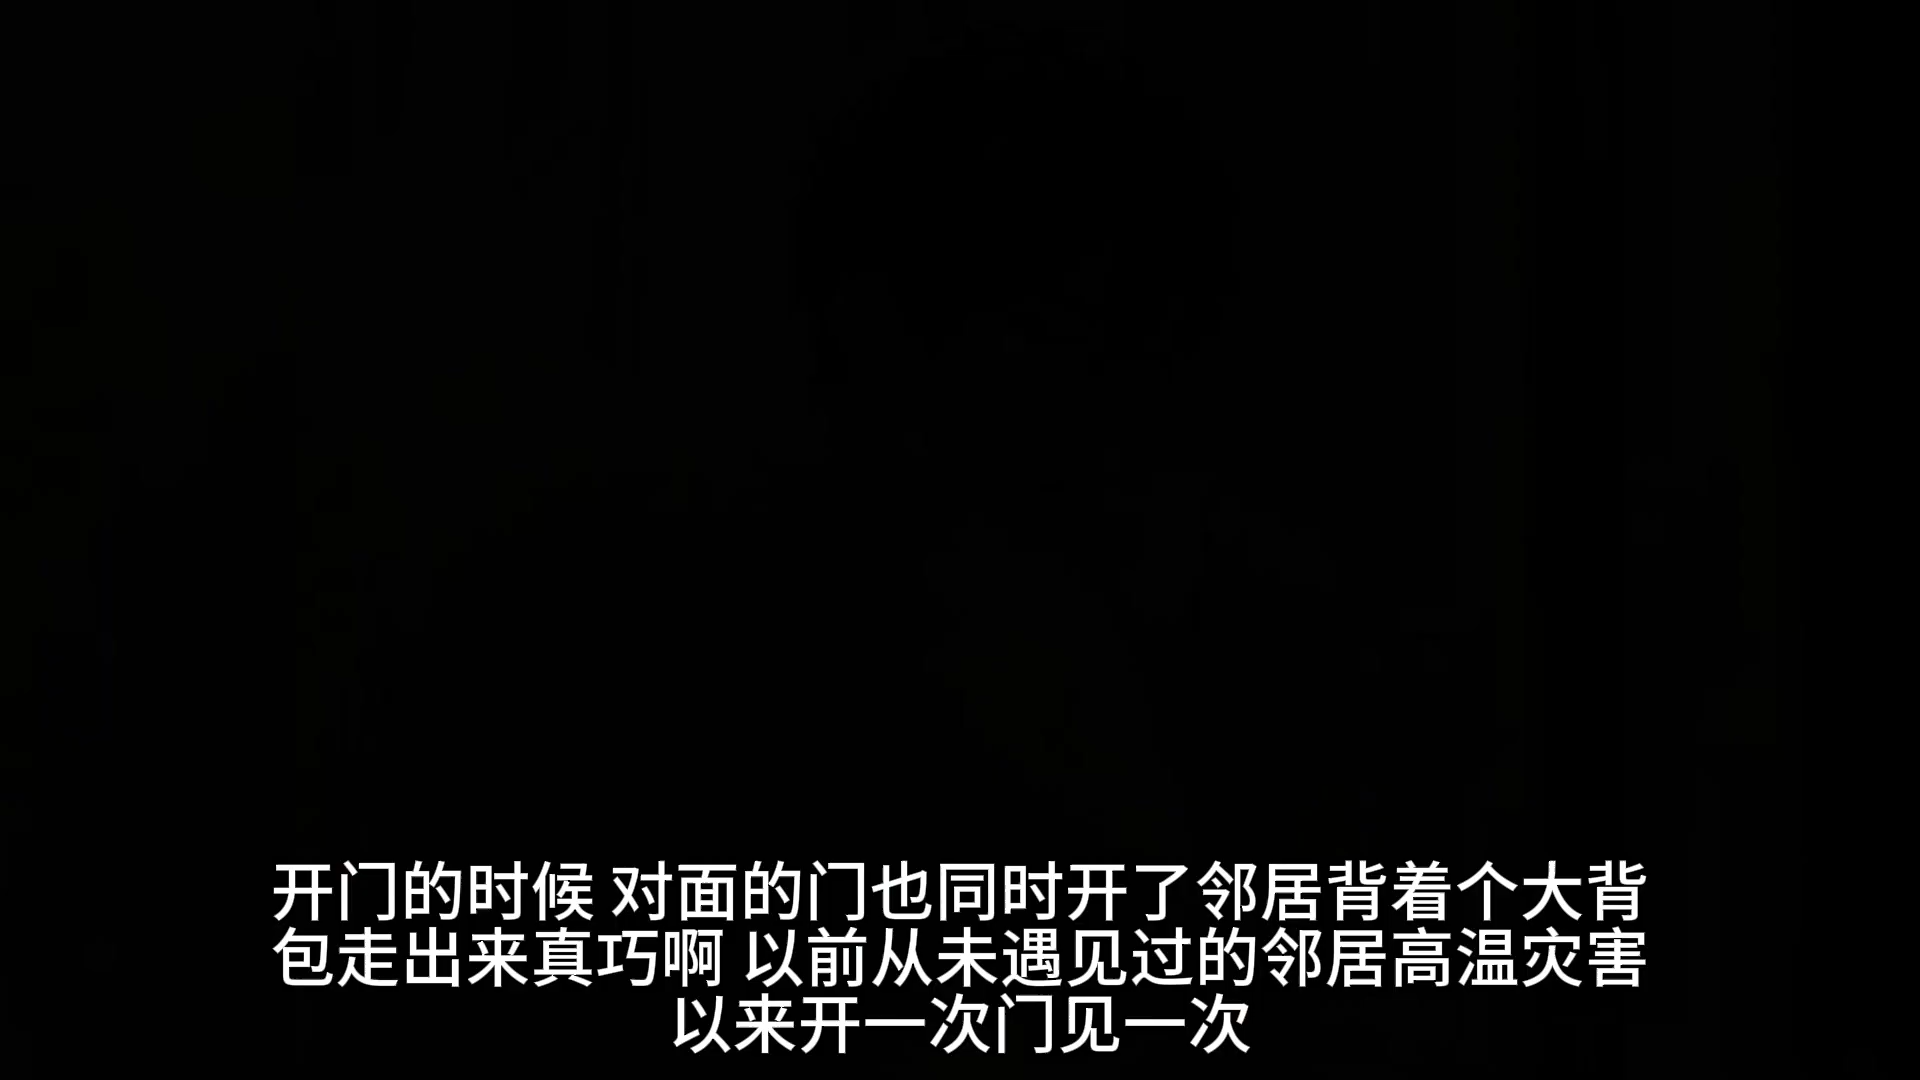 开门的时候 对面的门也同时开了邻居背着个大背
包走出来真巧啊 以前从未遇见过的邻居高温灾害
以来开一次门见一次